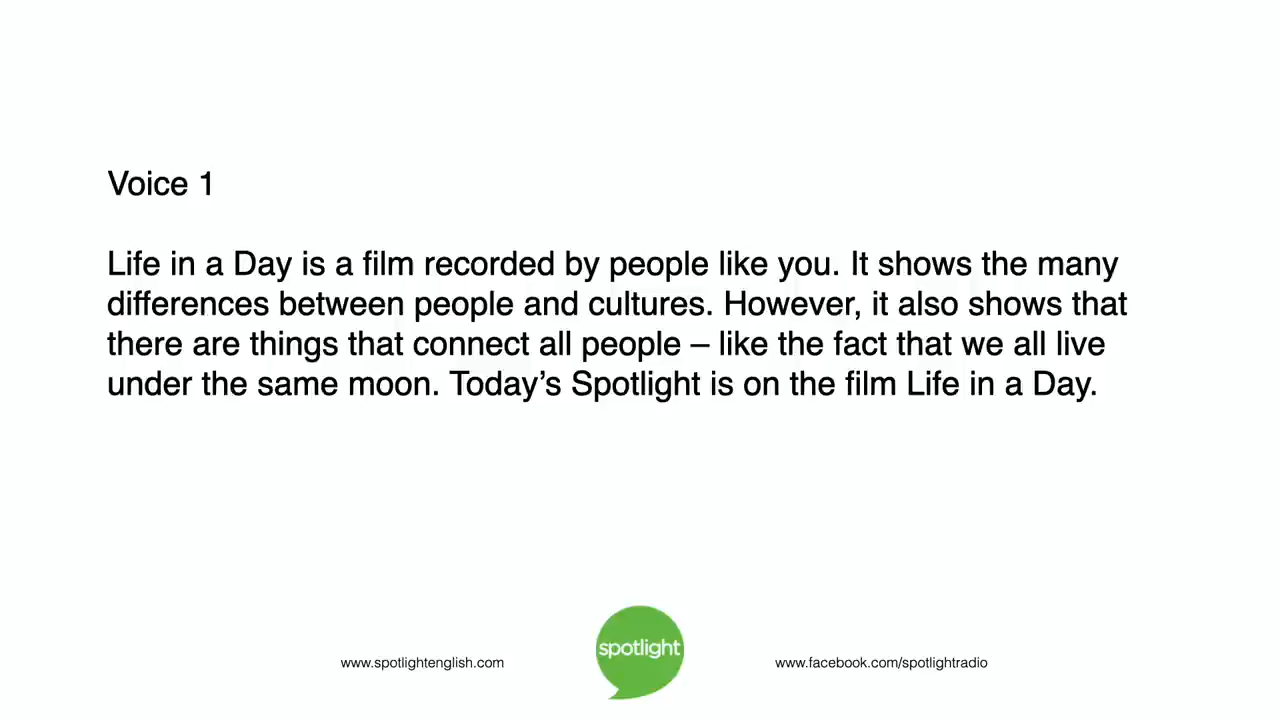 Voice 1
Life in a Day is a film recorded by people like you. It shows the many
differences between people and cultures. However, it also shows that
there are things that connect all people – like the fact that we all live
under the same moon. Today’s Spotlight is on the film Life in a Day.
www.spotlightenglish.com
spotlight
www.facebook.com/spotlightradio